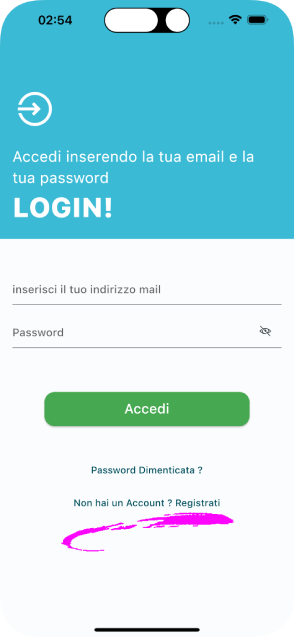 02:54
Accedi inserendo la tua email e la
tua password
LOGIN!
inserisci il tuo indirizzo mail
Password
Accedi
Password Dimenticata ?
Non hai un Account ? Registrati